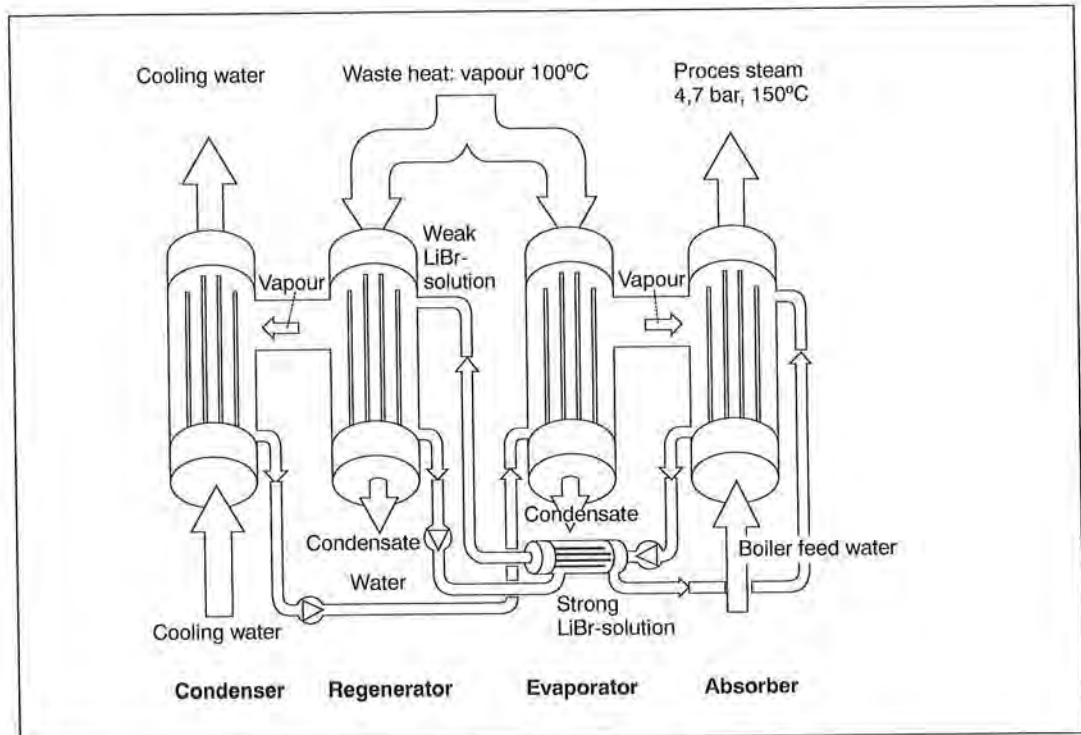 Cooling water
Waste heat: vapour 100ºC
Proces steam
4,7 bar, 150ºC
Weak
LiBr-
solution
Vapour
Vapour
Condensate
Condensate
Boiler feed water
Water
Strong
LiBr-solution
Cooling water
Condenser
Regenerator
Evaporator
Absorber